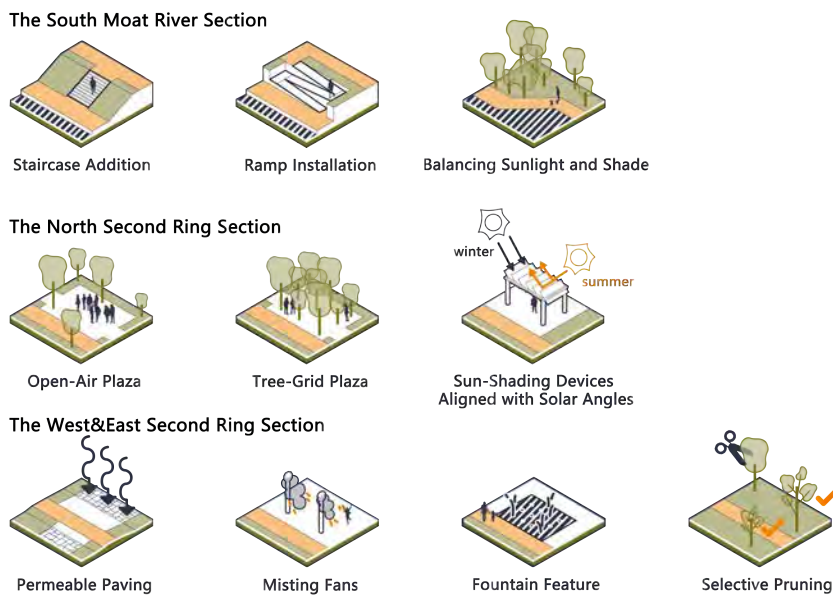 The South Moat River Section
Staircase Addition
Ramp Installation
Balancing Sunlight and Shade
The North Second Ring Section
winter
summer
Open-Air Plaza
Tree-Grid Plaza
Sun-Shading Devices
Aligned with Solar Angles
The West&East Second Ring Section
Permeable Paving
Misting Fans
Fountain Feature
Selective Pruning